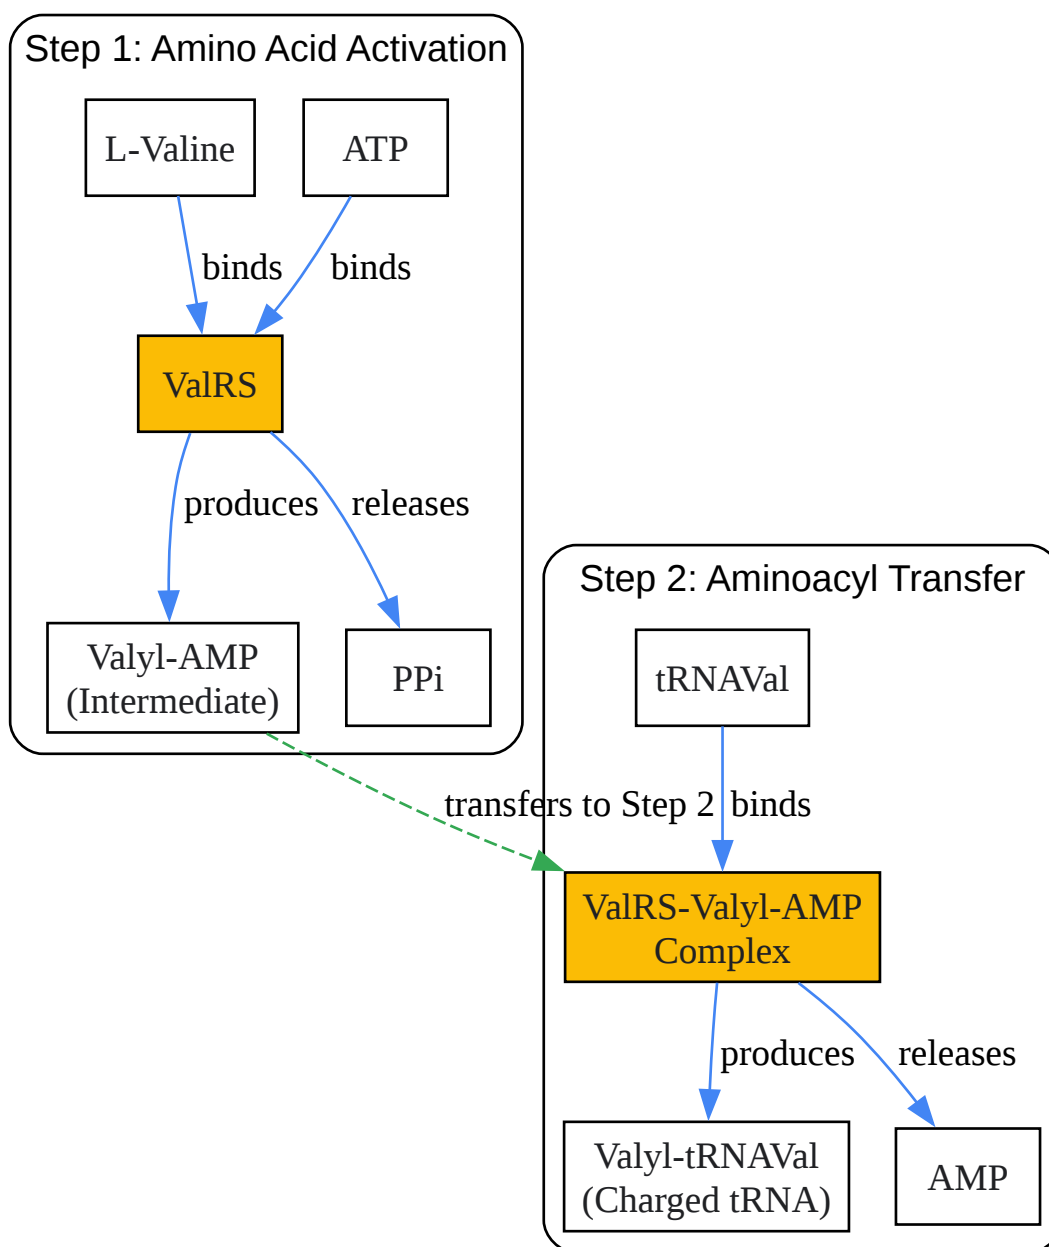 Step 1: Amino Acid Activation
L-Valine
ATP
binds
binds
ValRS
produces
releases
Valyl-AMP
(Intermediate)
PPi
transfers to Step 2
Step 2: Aminoacyl Transfer
tRNAVal
binds
ValRS-Valyl-AMP
Complex
produces
releases
Valyl-tRNAVal
(Charged tRNA)
AMP